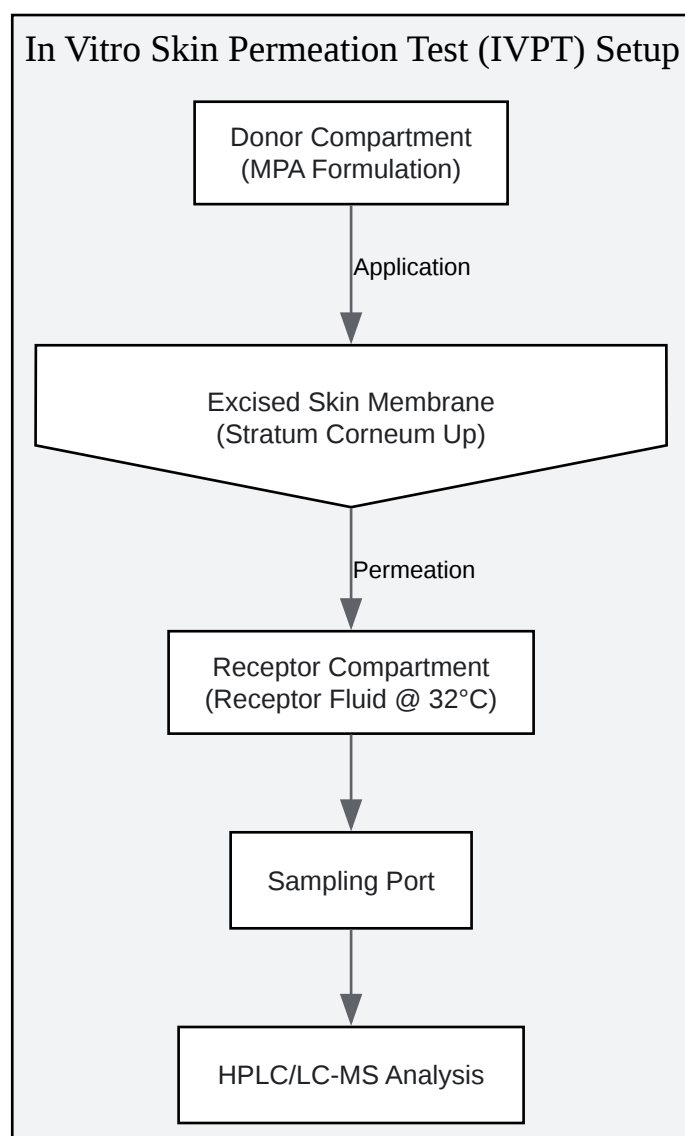 In Vitro Skin Permeation Test (IVPT) Setup
Donor Compartment
(MPA Formulation)
Application
Excised Skin Membrane
(Stratum Corneum Up)
Permeation
Receptor Compartment
(Receptor Fluid @ 32°C)
Sampling Port
HPLC/LC-MS Analysis